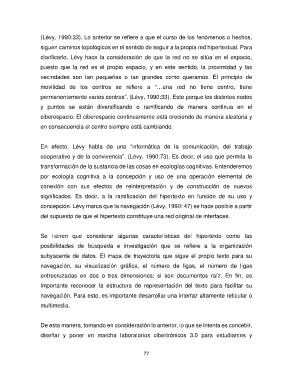 (Lévy, 1990:33). Lo anterior se refiere a que el curso de los fenómenos o hechos,
siguen caminos topológicos en el sentido de seguir a la propia red hipertextual. Para
clarificarlo, Lévy hace la consideración de que la red no se sitúa en el espacio,
puesto que la red es el propio espacio, y en este sentido, la proximidad y las
vecindades son tan pequeñas o tan grandes como queramos. El principio de
movilidad de los centros se refiere a "…una red no tiene centro, tiene
permanentemente varios centros". (Lévy, 1990:33). Esto porque los distintos nodos
y puntos se están diversificando o ramificando de manera continua en el
ciberespacio. El ciberespacio continuamente está creciendo de manera aleatoria y
en consecuencia el centro siempre está cambiando.
En efecto, Lévy habla de una "informática de la comunicación, del trabajo
cooperativo y de la convivencia". (Lévy, 1990:73). Es decir, el uso que permita la
transformación de la sustancia de las cosas en ecologías cognitivas. Entenderemos
por ecología cognitiva a la concepción y uso de una operación elemental de
conexión con sus efectos de reinterpretación y de construcción de nuevos
significados. Es decir, a la ramificación del hipertexto en función de su uso y
concepción. Lévy marca que la navegación (Lévy, 1990: 47) se hace posible a partir
del supuesto de que el hipertexto constituye una red original de interfaces.
Se tienen que considerar algunas características del hipertexto como las
posibilidades de búsqueda e investigación que se refiere a la organización
subyacente de datos. El mapa de trayectoria que sigue el propio texto para su
navegación, su visualización gráfica, el número de ligas, el número de ligas
entrecruzadas en dos o tres dimensiones; si son documentos raíz. En fin, es
importante reconocer la estructura de representación del texto para facilitar su
navegación. Para esto, es importante desarrollar una interfaz altamente reticular o
multimedia.
De esta manera, tomando en consideración lo anterior, lo que se intenta es concebir,
diseñar y poner en marcha laboratorios cibertrónicos 3.0 para estudiantes y
77